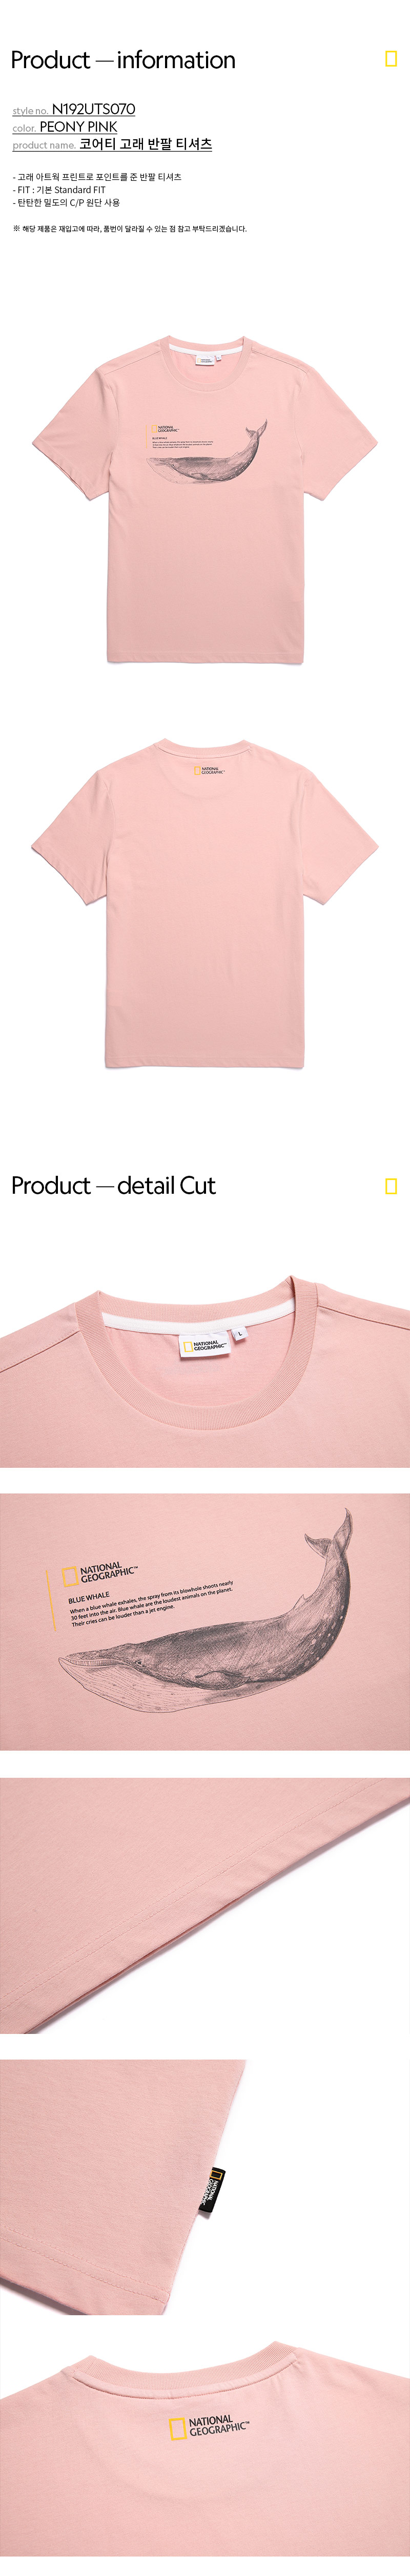 Product — information
style no. N192UTS070
color. PEONY PINK
product name. 코어티 고래 반팔 티셔츠
- 고래 아트웍 프린트로 포인트를 준 반팔 티셔츠
- FIT : 기본 Standard FIT
- 탄탄한 밀도의 C/P 원단 사용
※ 해당 제품은 재입고에 따라, 품번이 달라질 수 있는 점 참고 부탁드리겠습니다.
NATIONAL
GEOGRAPHIC™
BLUE WHALE
NATIONAL
GEOGRAPHIC™
Product — detail Cut
NATIONAL
GEOGRAPHIC™
L
NATIONAL
GEOGRAPHIC™
BLUE WHALE
When a blue whale exhales, the spray from its blowhole shoots nearly
30 feet into the air. Blue whale are the loudest animals on the planet.
Their cries can be louder than a jet engine.
NATIONAL
GEOGRAPHIC
NATIONAL
GEOGRAPHIC™